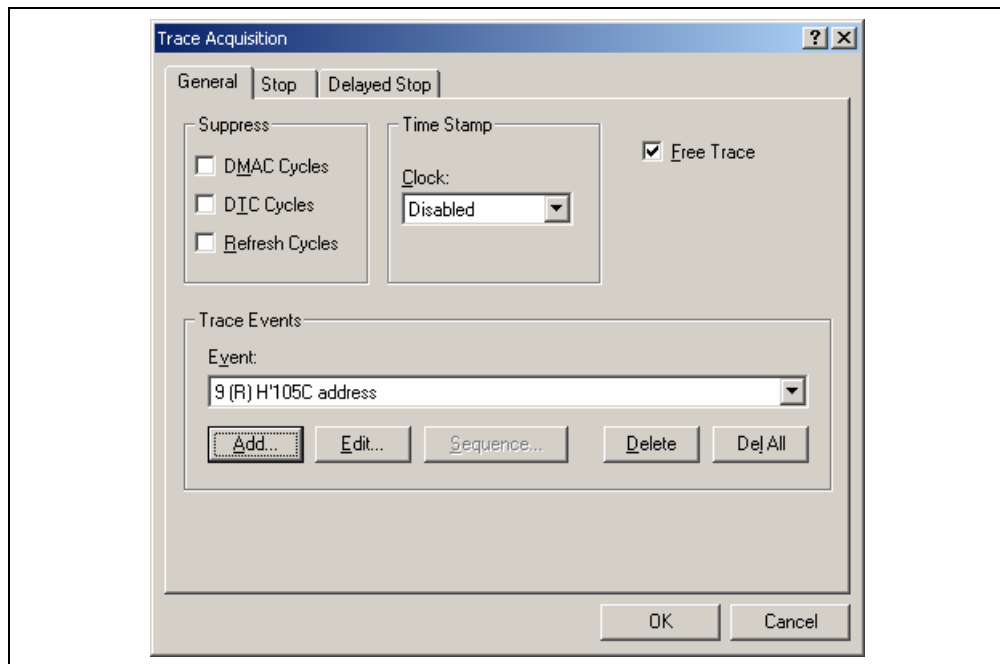 Trace Acquisition
General Stop Delayed Stop
Suppress
DMAC Cycles
DTC Cycles
Refresh Cycles
Time Stamp
Clock:
Disabled
Free Trace
Trace Events
Event:
9 (R) H'105C address
Add... Edit... Sequence... Delete Del All
OK Cancel